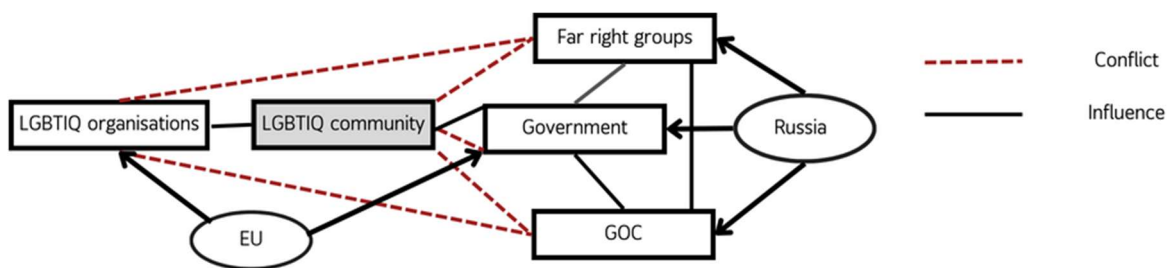 Far right groups
Conflict
LGBTIQ organisations
LGBTIQ community
Government
Russia
Influence
EU
GOC